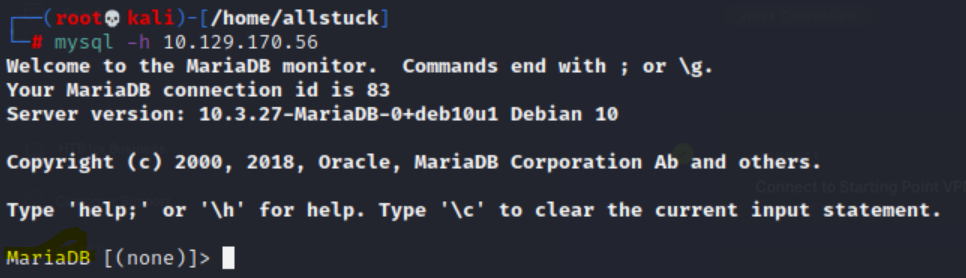 ┌──(root💀kali)-[/home/allstuck]
└─# mysql -h 10.129.170.56
Welcome to the MariaDB monitor.  Commands end with ; or \g.
Your MariaDB connection id is 83
Server version: 10.3.27-MariaDB-0+deb10u1 Debian 10
Copyright (c) 2000, 2018, Oracle, MariaDB Corporation Ab and others.
Connect to Starting Point VP
Type 'help;' or '\h' for help. Type '\c' to clear the current input statement.
MariaDB [(none)]>